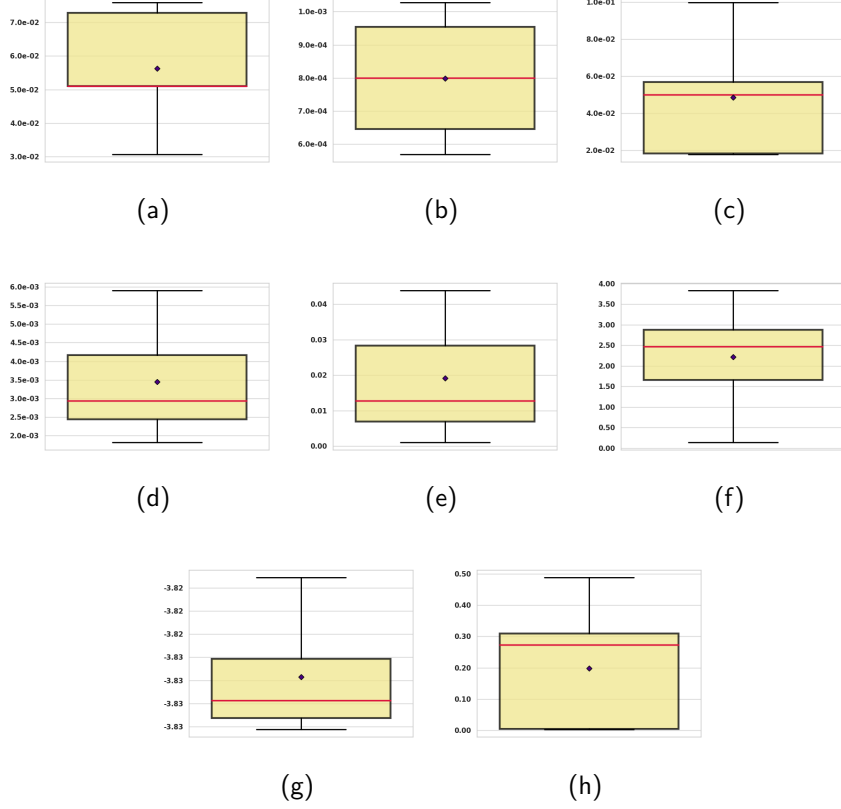 7.0e-02
6.0e-02
5.0e-02
4.0e-02
3.0e-02
(a)
1.0e-03
8.0e-04
6.0e-04
(b)
1.0e-01
8.0e-02
6.0e-02
4.0e-02
2.0e-02
(c)
6.0e-03
5.5e-03
5.0e-03
4.5e-03
4.0e-03
3.5e-03
3.0e-03
2.5e-03
2.0e-03
(d)
0.04
0.03
0.02
0.01
0.00
(e)
4.00
3.50
3.00
2.50
2.00
1.50
1.00
0.50
0.00
(f)
-3.82
-3.82
-3.82
-3.83
-3.83
-3.83
-3.83
(g)
0.50
0.40
0.30
0.20
0.10
0.00
(h)